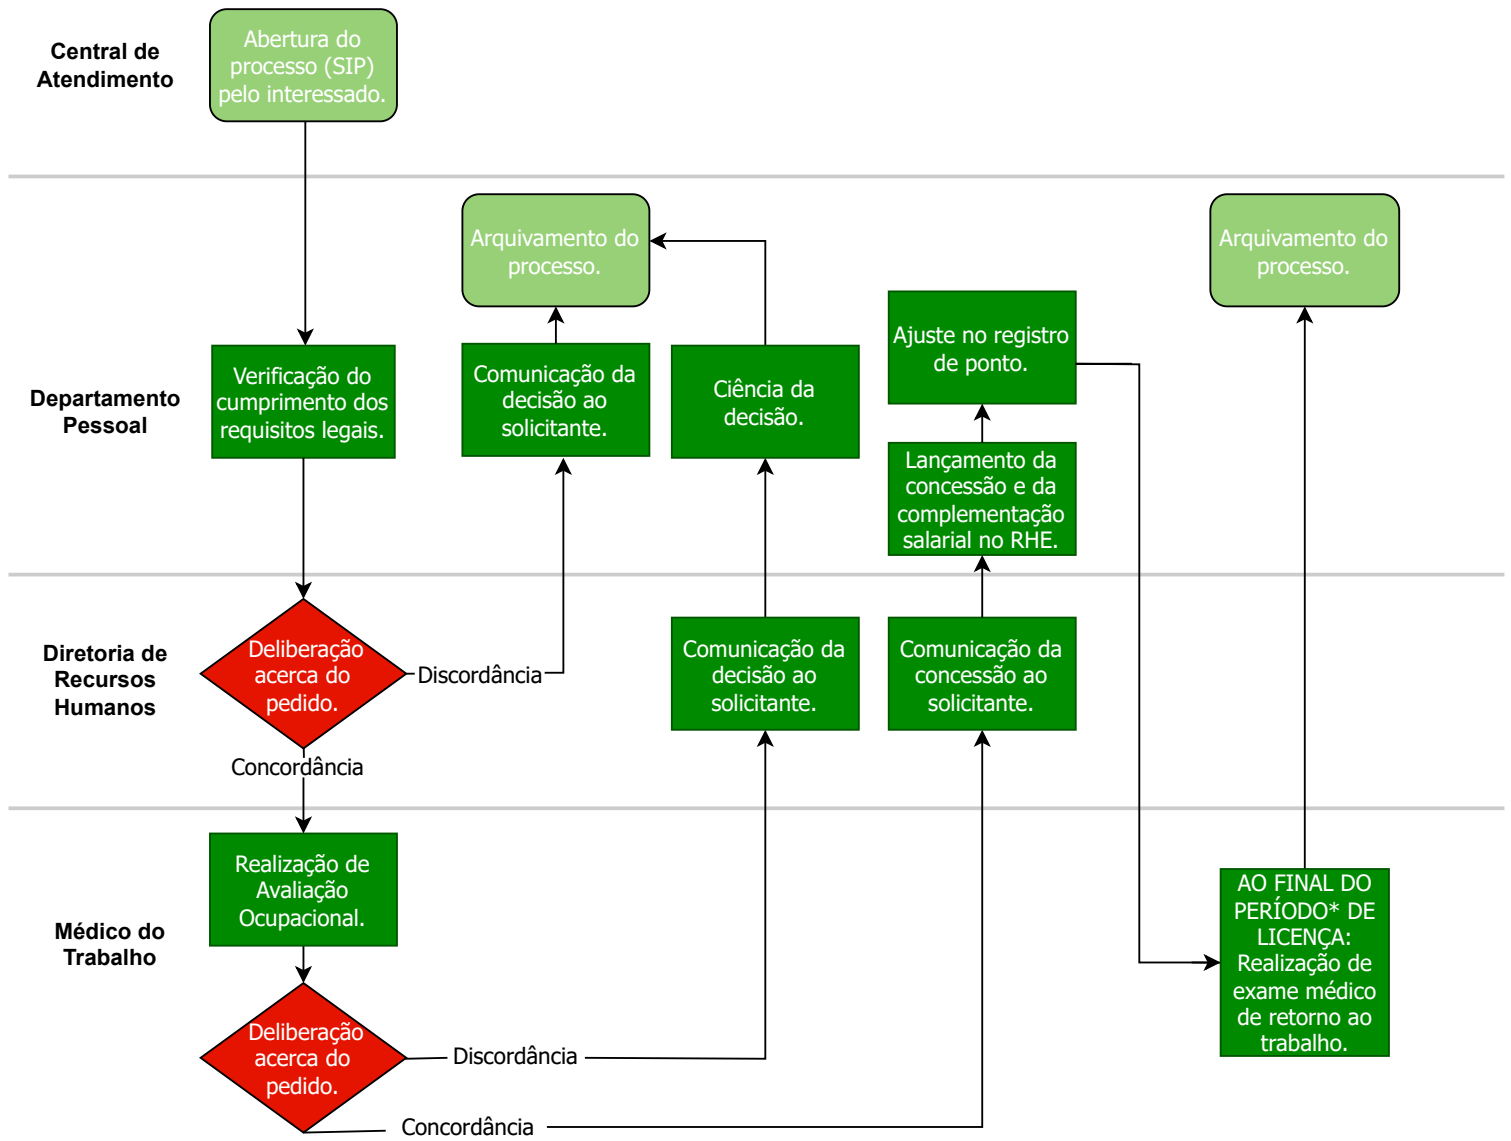 Central de
Atendimento
Abertura do
processo (SIP)
pelo interessado.
Departamento
Pessoal
Verificação do
cumprimento dos
requisitos legais.
Arquivamento do
processo.
Comunicação da
decisão ao
solicitante.
Ciência da
decisão.
Ajuste no registro
de ponto.
Lançamento da
concessão e da
complementação
salarial no RHE.
Arquivamento do
processo.
Diretoria de
Recursos
Humanos
Deliberação
acerca do
pedido.
Discordância
Concordância
Comunicação da
decisão ao
solicitante.
Comunicação da
concessão ao
solicitante.
Médico do
Trabalho
Realização de
Avaliação
Ocupacional.
Deliberação
acerca do
pedido.
Discordância
Concordância
AO FINAL DO
PERÍODO* DE
LICENÇA:
Realização de
exame médico
de retorno ao
trabalho.